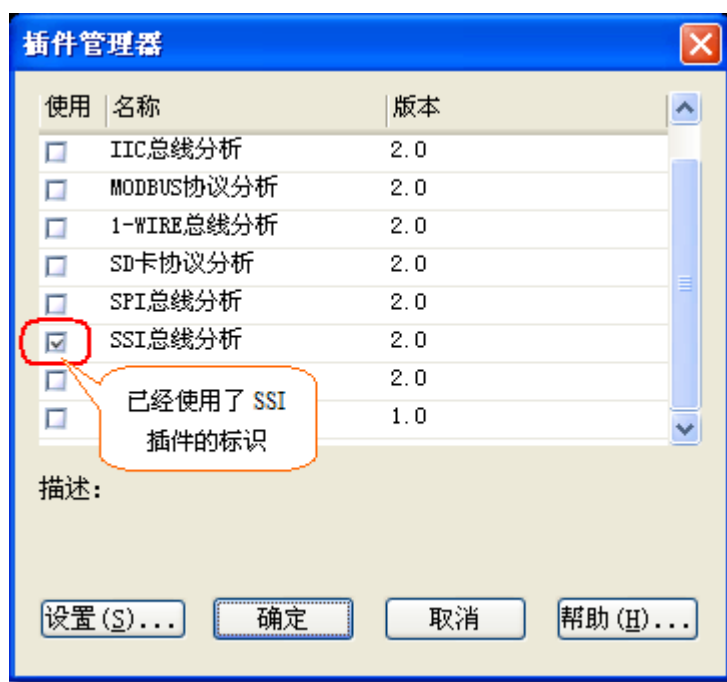 插件管理器
使用 名称 版本
IIC总线分析 2.0
MODBUS协议分析 2.0
1-WIRE总线分析 2.0
SD卡协议分析 2.0
SPI总线分析 2.0
SSI总线分析 2.0
2.0
1.0
已经使用了 SSI
插件的标识
描述:
设置(S)... 确定 取消 帮助(H)...